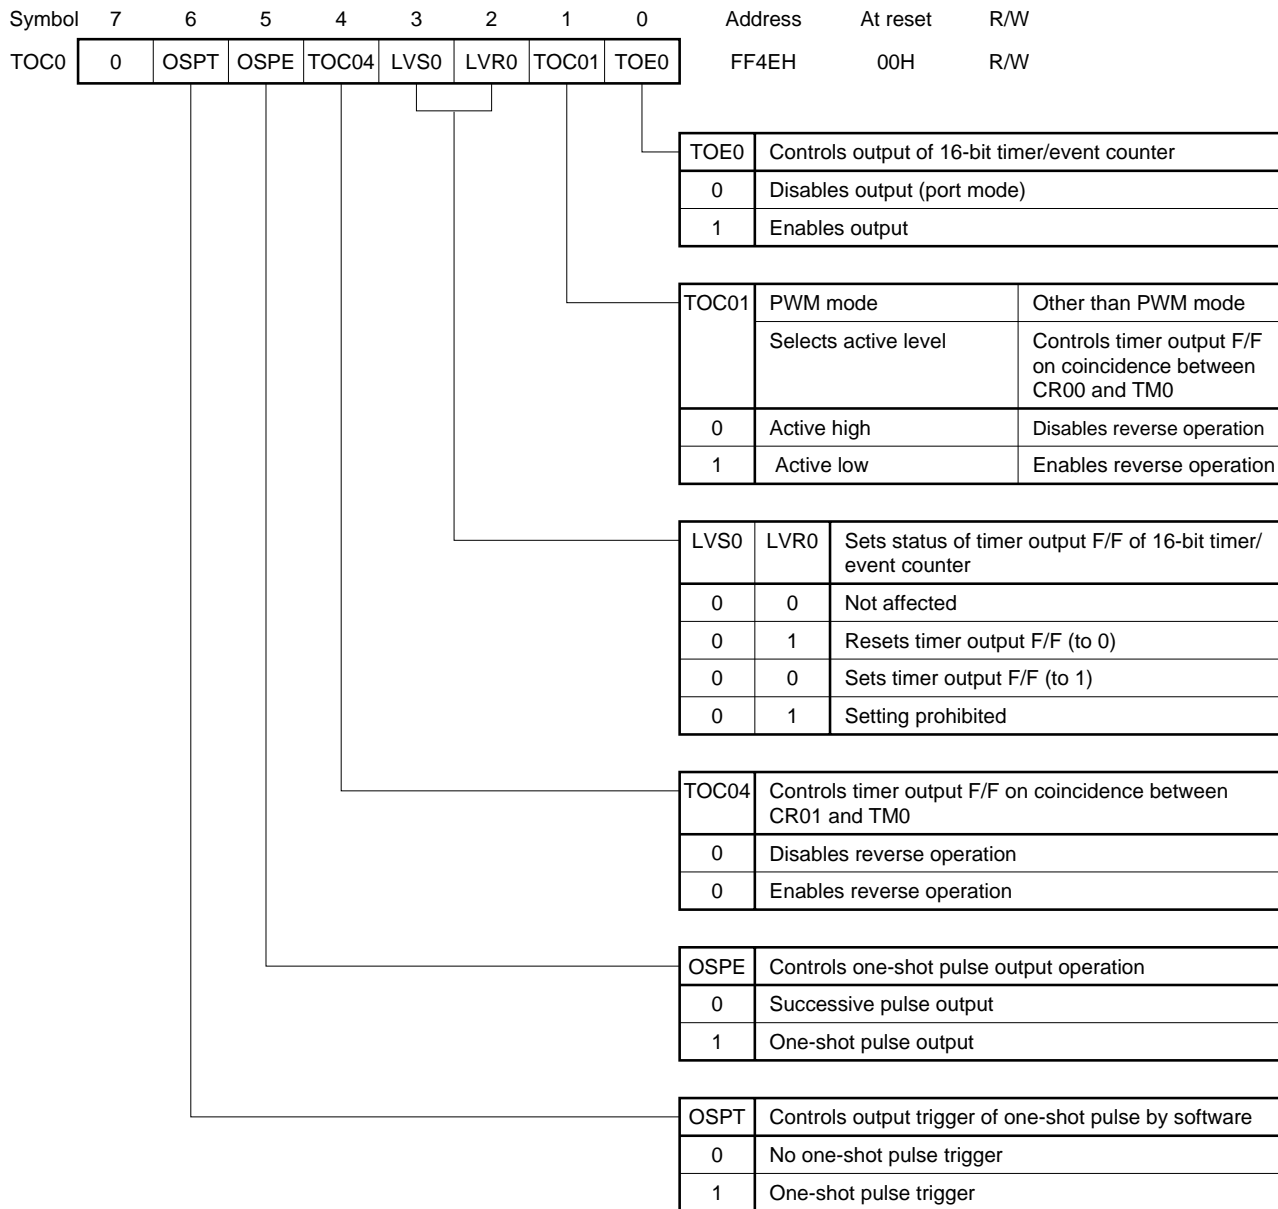 Symbol 7 6 5 4 3 2 1 0 Address At reset R/W
TOC0 0 OSPT OSPE TOC04 LVS0 LVR0 TOC01 TOE0 FF4EH 00H R/W
TOE0 Controls output of 16-bit timer/event counter
0 Disables output (port mode)
1 Enables output
TOC01 PWM mode Other than PWM mode
Selects active level Controls timer output F/F
on coincidence between
CR00 and TM0
0 Active high Disables reverse operation
1 Active low Enables reverse operation
LVS0 LVR0 Sets status of timer output F/F of 16-bit timer/
event counter
0 0 Not affected
0 1 Resets timer output F/F (to 0)
0 0 Sets timer output F/F (to 1)
0 1 Setting prohibited
TOC04 Controls timer output F/F on coincidence between
CR01 and TM0
0 Disables reverse operation
0 Enables reverse operation
OSPE Controls one-shot pulse output operation
0 Successive pulse output
1 One-shot pulse output
OSPT Controls output trigger of one-shot pulse by software
0 No one-shot pulse trigger
1 One-shot pulse trigger